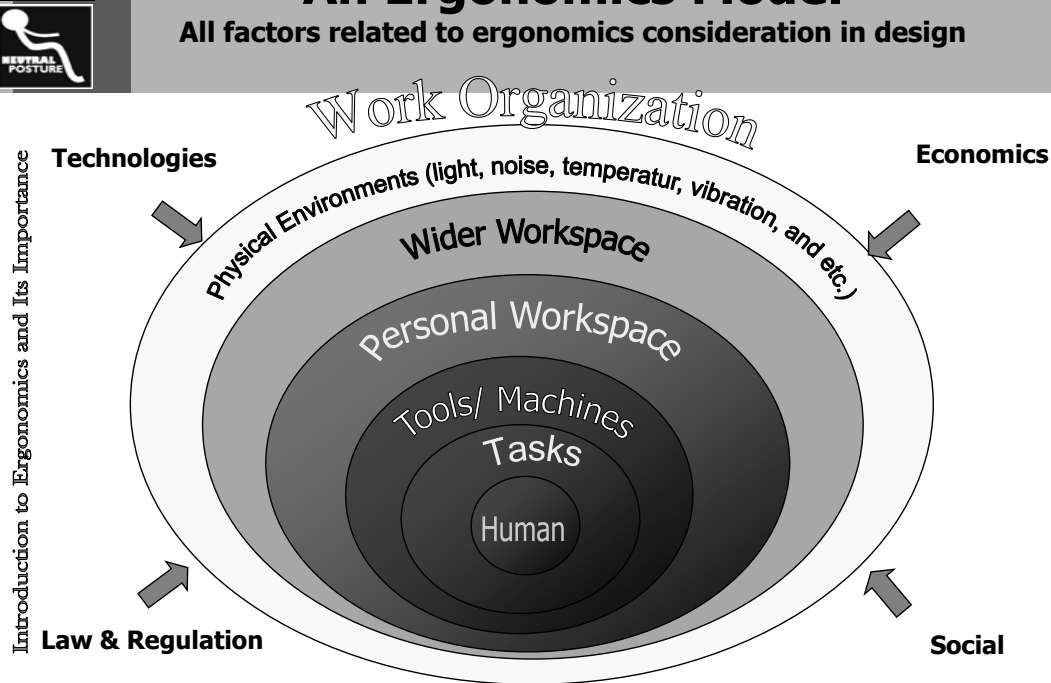 An Ergonomics Model
All factors related to ergonomics consideration in design
NEUTRAL
POSTURE
Work Organization
Technologies
Economics
Physical Environments (light, noise, temperatur, vibration, and etc.)
Wider Workspace
Personal Workspace
Tools/ Machines
Tasks
Human
Law & Regulation
Social
Introduction to Ergonomics and Its Importance